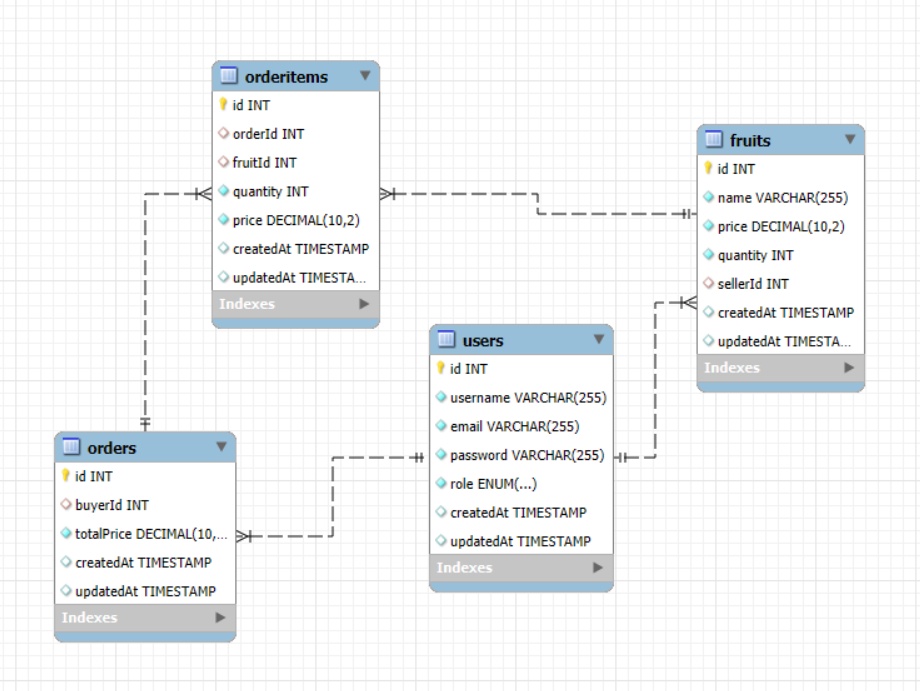 orderitems
id INT
orderId INT
fruitId INT
quantity INT
price DECIMAL(10,2)
createdAt TIMESTAMP
updatedAt TIMESTA...
Indexes
fruits
id INT
name VARCHAR(255)
price DECIMAL(10,2)
quantity INT
sellerId INT
createdAt TIMESTAMP
updatedAt TIMESTA...
Indexes
users
id INT
username VARCHAR(255)
email VARCHAR(255)
password VARCHAR(255)
role ENUM(...)
createdAt TIMESTAMP
updatedAt TIMESTAMP
Indexes
orders
id INT
buyerId INT
totalPrice DECIMAL(10,...
createdAt TIMESTAMP
updatedAt TIMESTAMP
Indexes